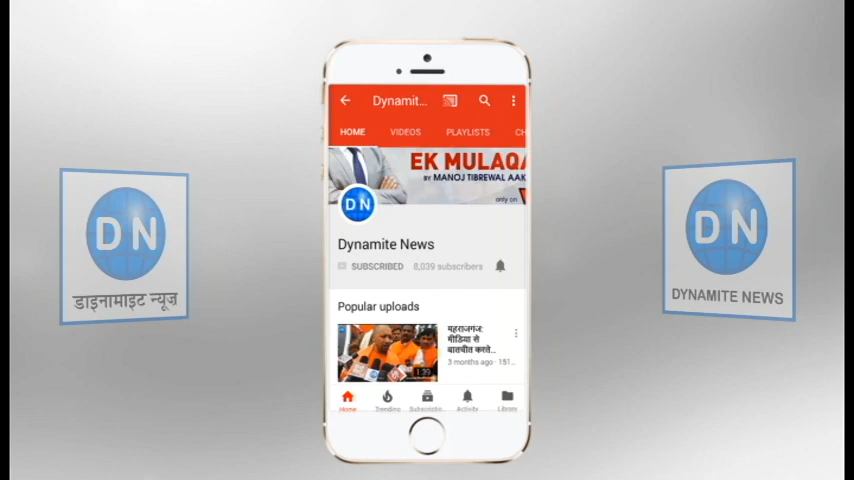 Dynamit...
HOME VIDEOS PLAYLISTS CH
EK MULAQA
BY MANOJ TIBREWAL AAK
only on
DN
Dynamite News
SUBSCRIBED 8,039 subscribers
Popular uploads
महराजगंज:
मीडिया से
बातचीत करते...
3 months ago · 151...
1:39
Home Trending Subscriptio.. Activity Library
DN
डाइनामाइट न्यूज
DN
DYNAMITE NEWS